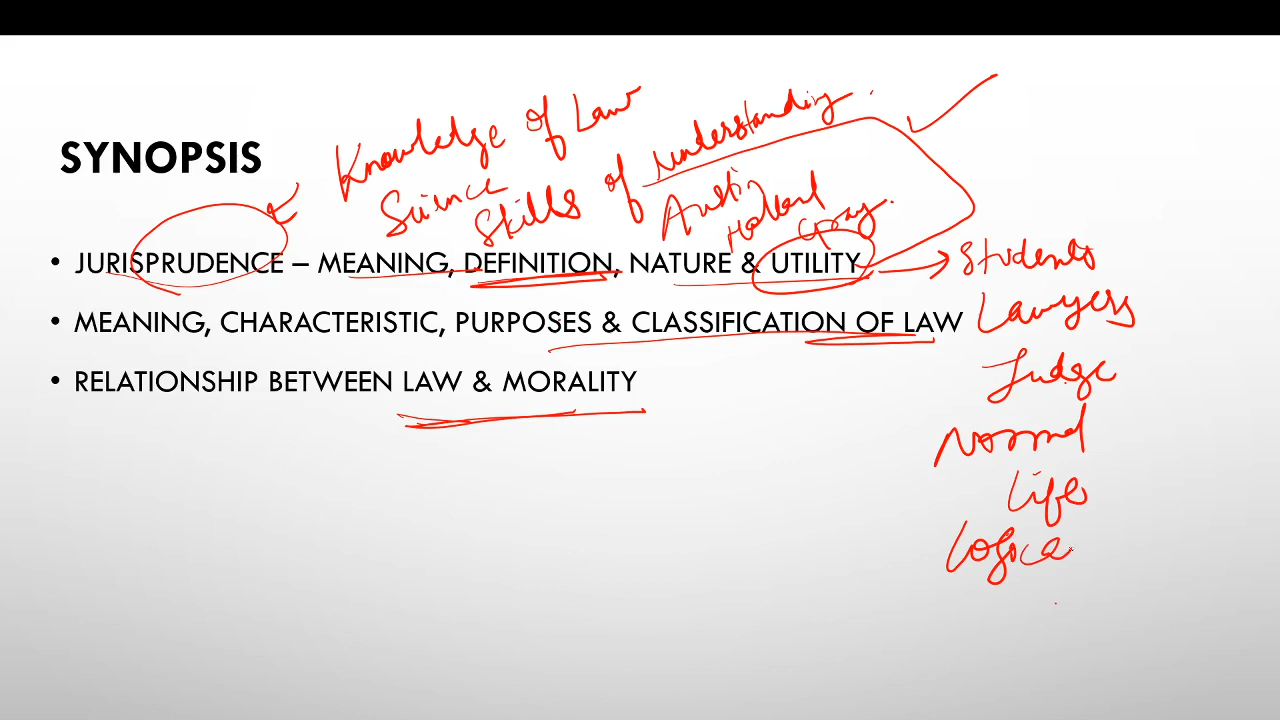 Knowledge of Law
SYNOPSIS
Science
Skills of understanding.
Austin
Holland
Gray.
• JURISPRUDENCE – MEANING, DEFINITION, NATURE & UTILITY
Students
• MEANING, CHARACTERISTIC, PURPOSES & CLASSIFICATION OF LAW
Lawyers
• RELATIONSHIP BETWEEN LAW & MORALITY
Judge
Normal
Life
Logica